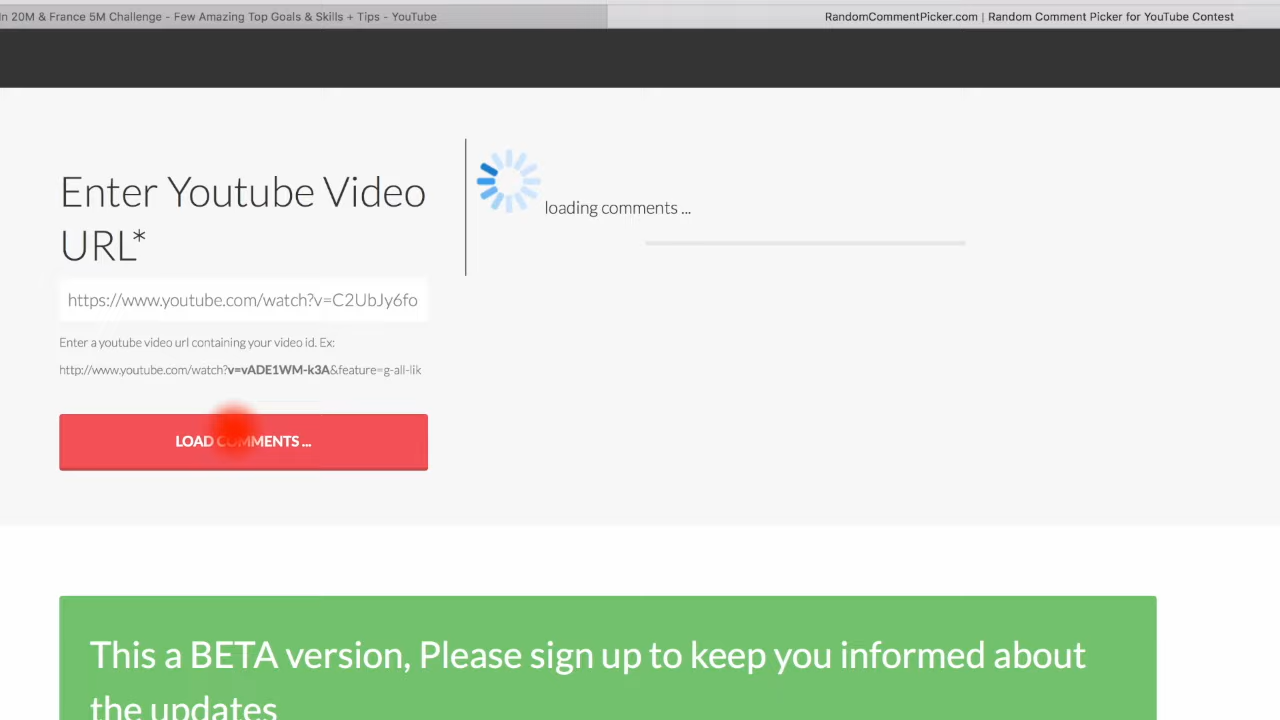 In 20M & France 5M Challenge - Few Amazing Top Goals & Skills + Tips - YouTube
RandomCommentPicker.com | Random Comment Picker for YouTube Contest
Enter Youtube Video
URL*
loading comments ...
https://www.youtube.com/watch?v=C2UbJy6fo
Enter a youtube video url containing your video id. Ex:
http://www.youtube.com/watch?v=vADE1WM-k3A&feature=g-all-lik
LOAD COMMENTS ...
This a BETA version, Please sign up to keep you informed about
the updates